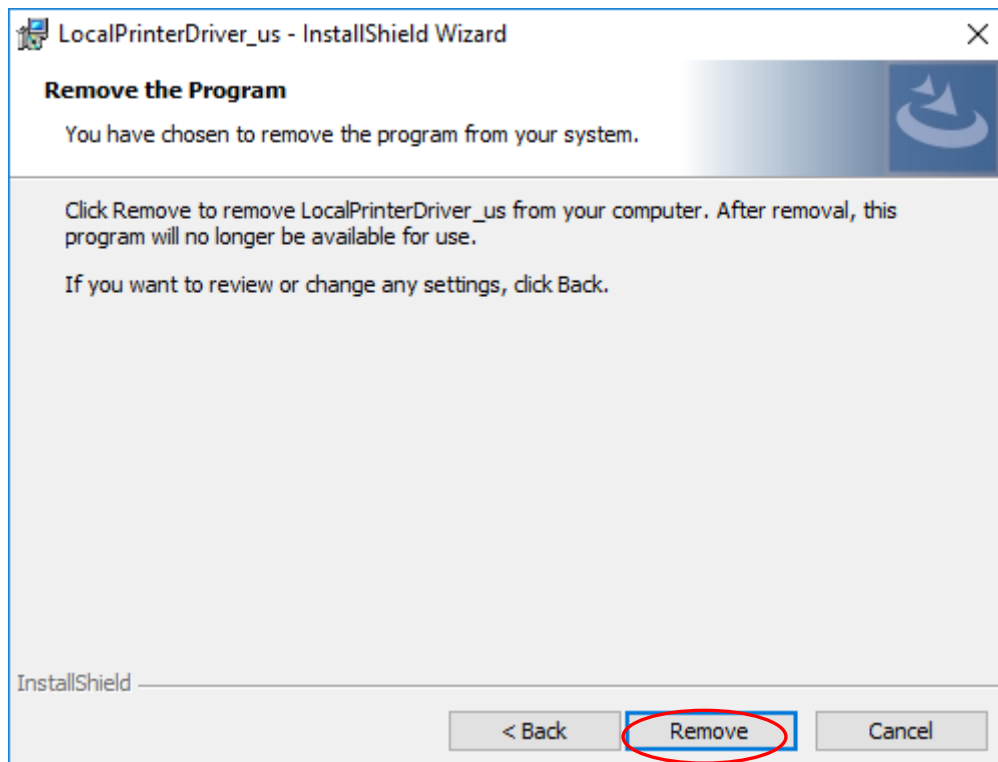 LocalPrinterDriver_us - InstallShield Wizard
Remove the Program
You have chosen to remove the program from your system.
Click Remove to remove LocalPrinterDriver_us from your computer. After removal, this
program will no longer be available for use.
If you want to review or change any settings, click Back.
InstallShield
< Back Remove Cancel